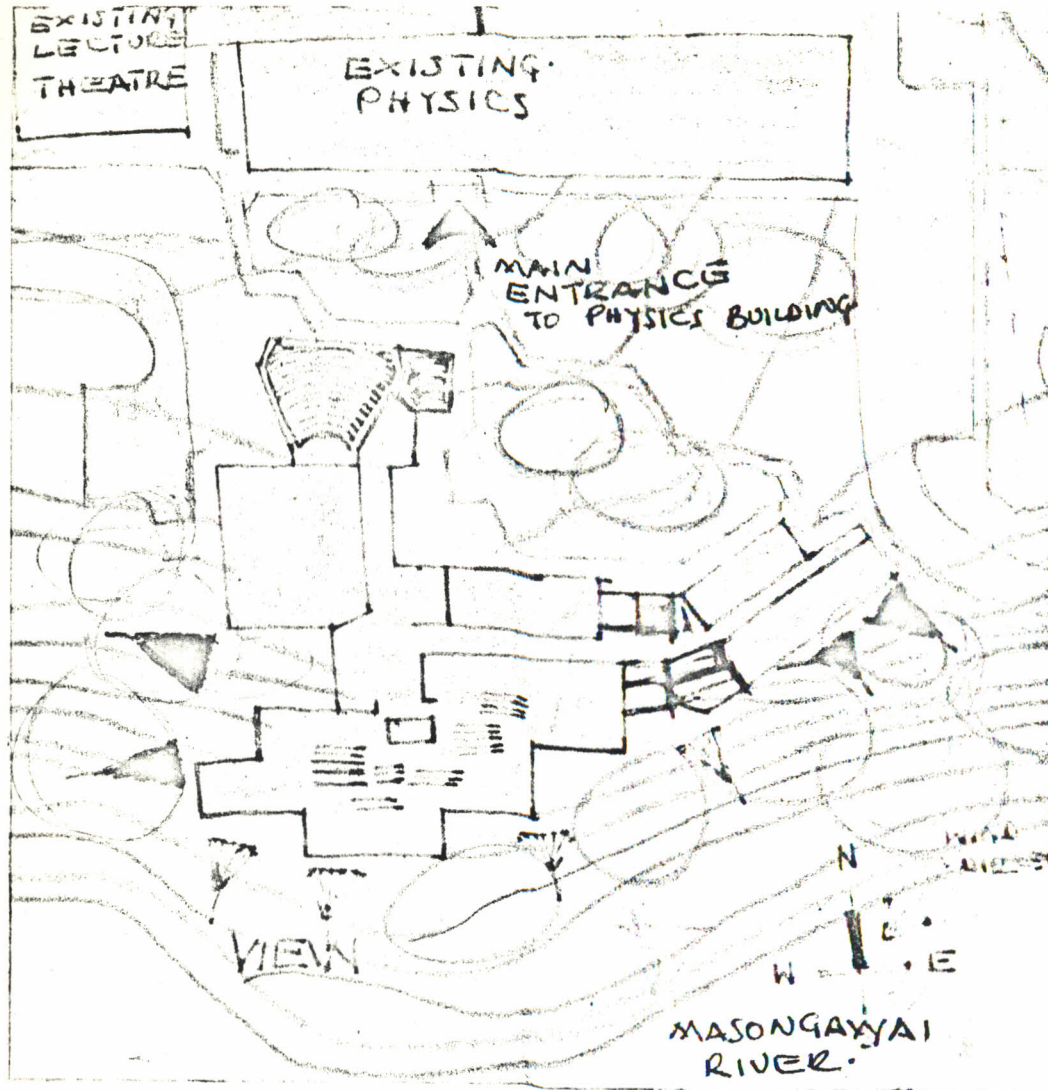 EXISTING
LECTURE
THEATRE
EXISTING.
PHYSICS
MAIN
ENTRANCE
TO PHYSICS BUILDING
VIEW
N
W
E
MASONGAYYAI
RIVER.